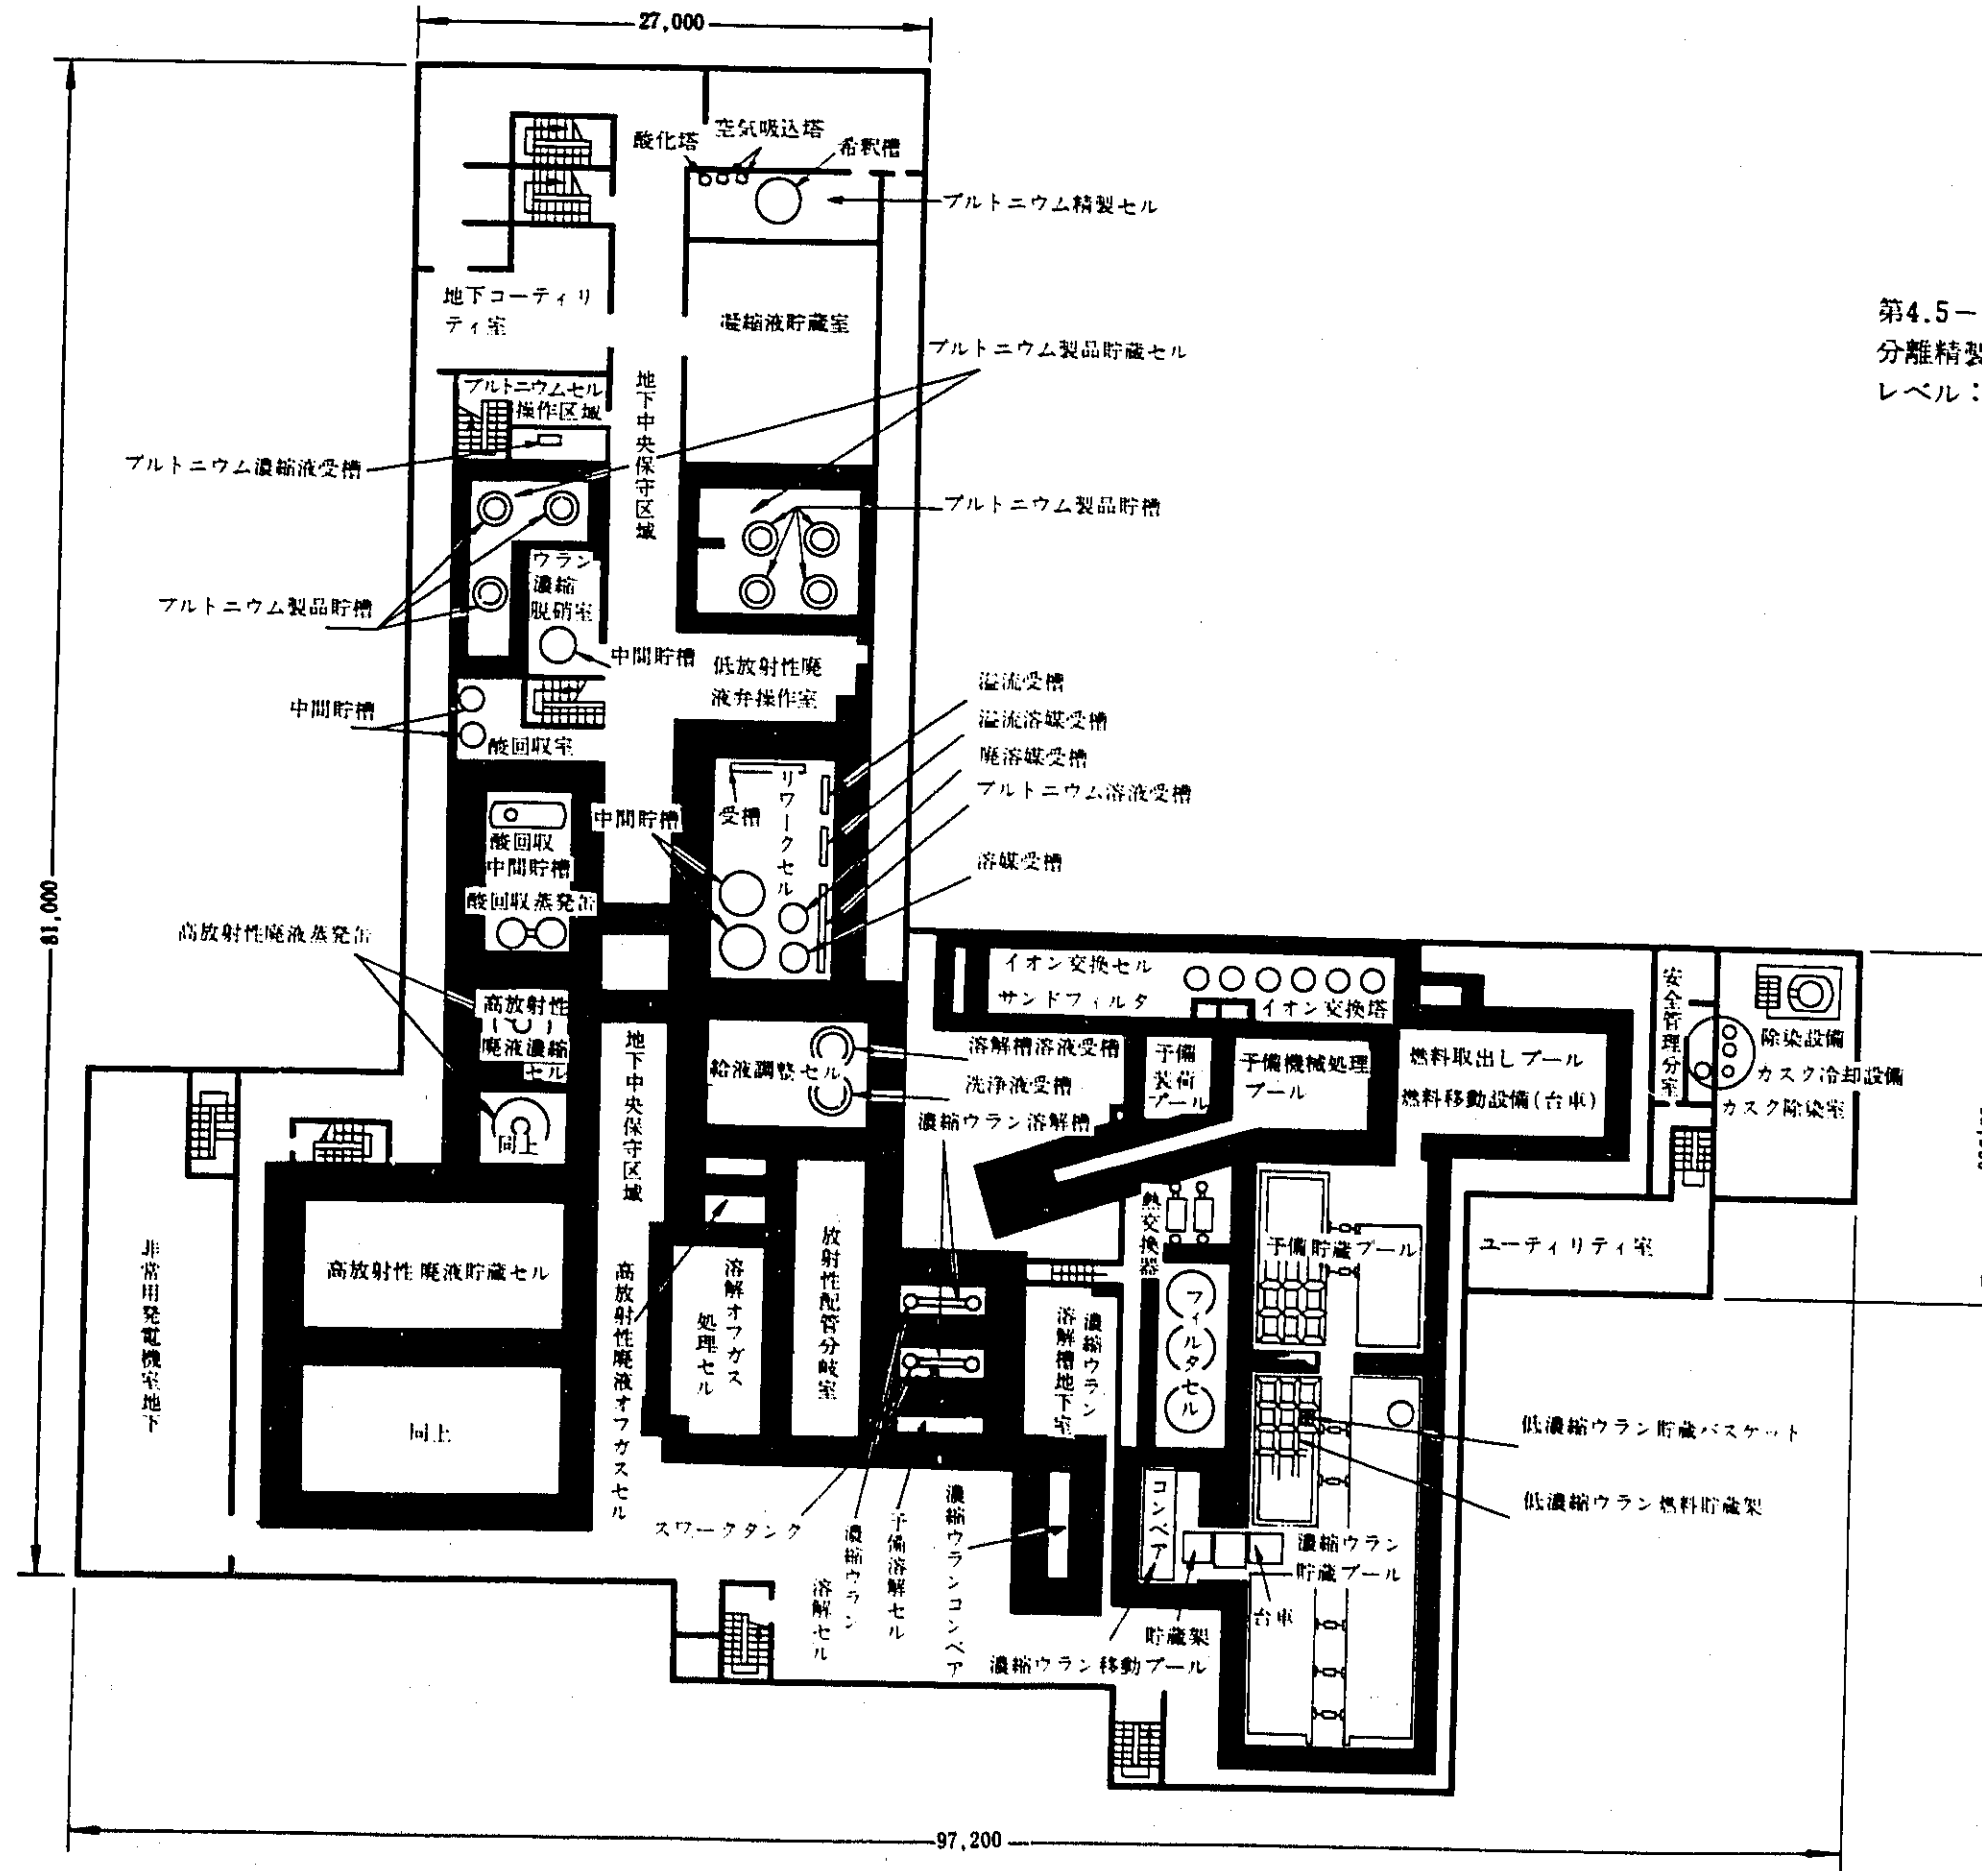 27,000
酸化塔
空気吸込塔
希釈槽
プルトニウム精製セル
地下コーティリ
ティ室
凝縮液貯蔵室
プルトニウム製品貯蔵セル
第4.5−
分離精製
レベル：
プルトニウムセル
操作区域
地下中央保守区域
プルトニウム濃縮液受槽
プルトニウム製品貯槽
ウラン
濃縮
脱硝室
プルトニウム製品貯槽
中間貯槽
低放射性廃
液弁操作室
中間貯槽
酸回収室
溢流受槽
溢流溶媒受槽
廃溶媒受槽
プルトニウム溶液受槽
溶媒受槽
受槽
リワークセル
中間貯槽
酸回収
中間貯槽
酸回収蒸発缶
高放射性廃液蒸発缶
81,000
高放射性
廃液濃縮
セル
同上
地下中央保守区域
給液調整セル
溶解槽溶液受槽
洗浄液受槽
濃縮ウラン溶解槽
イオン交換セル
サンドフィルタ
イオン交換塔
予備
装荷
プール
予備機械処理
プール
燃料取出しプール
燃料移動設備(台車)
安全管理分室
除染設備
カスク冷却設備
カスク除染室
非常用発電機室地下
高放射性廃液貯蔵セル
同上
高放射性廃液オフガスセル
溶解オフガス
処理セル
放射性配管分岐室
濃縮ウラン
溶解槽地下室
熱交換器
フィルタセル
予備貯蔵プール
ユーティリティ室
低濃縮ウラン貯蔵バスケット
低濃縮ウラン燃料貯蔵架
スワークタンク
濃縮ウラン
溶解セル
予備溶解セル
濃縮ウランコンベア
コンベア
濃縮ウラン
貯蔵プール
台車
貯蔵架
濃縮ウラン移動プール
97,200